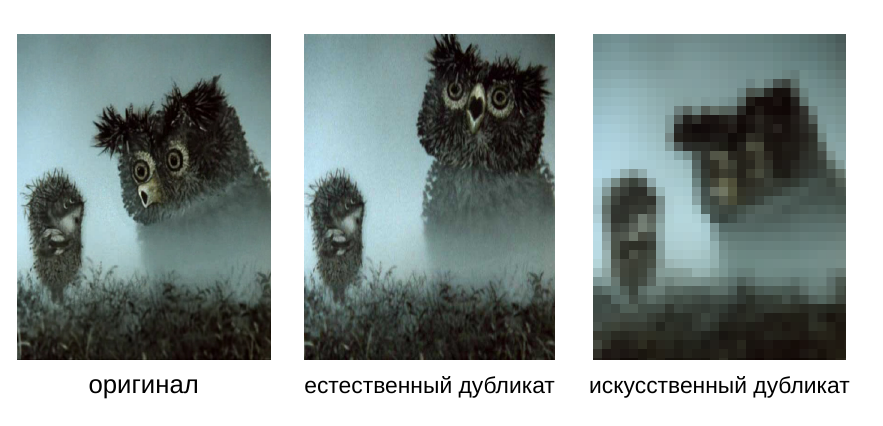 оригинал
естественный дубликат
искусственный дубликат